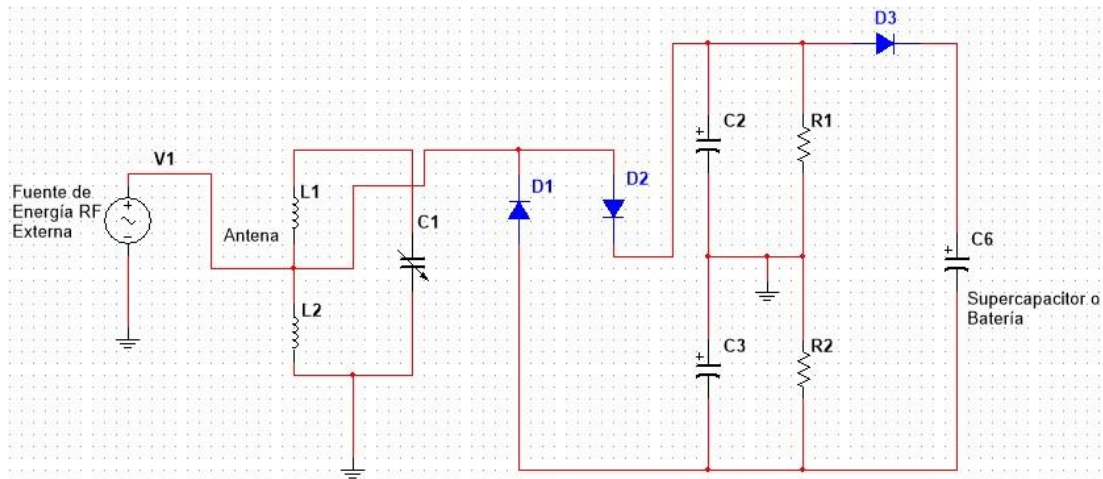 D3
C2
R1
V1
Fuente de
Energía RF
Externa
L1
Antena
C1
D1
D2
L2
C6
Supercapacitor o
Batería
C3
R2